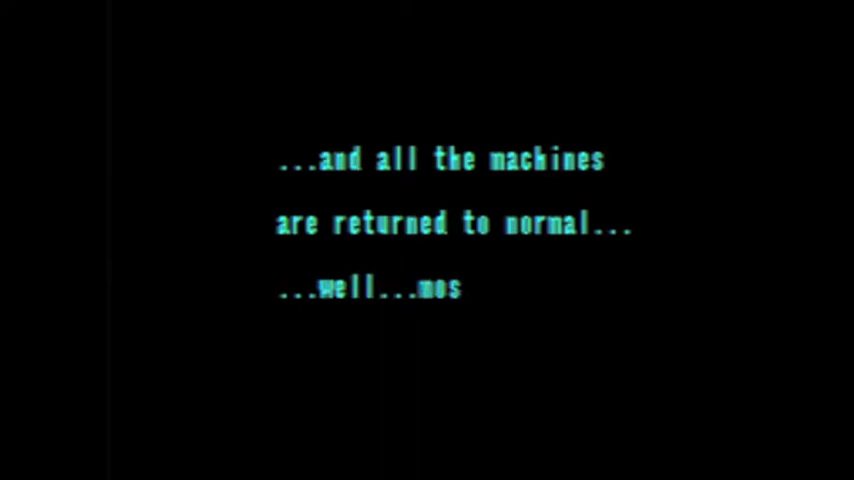 ...and all the machines
are returned to normal...
...well...mos